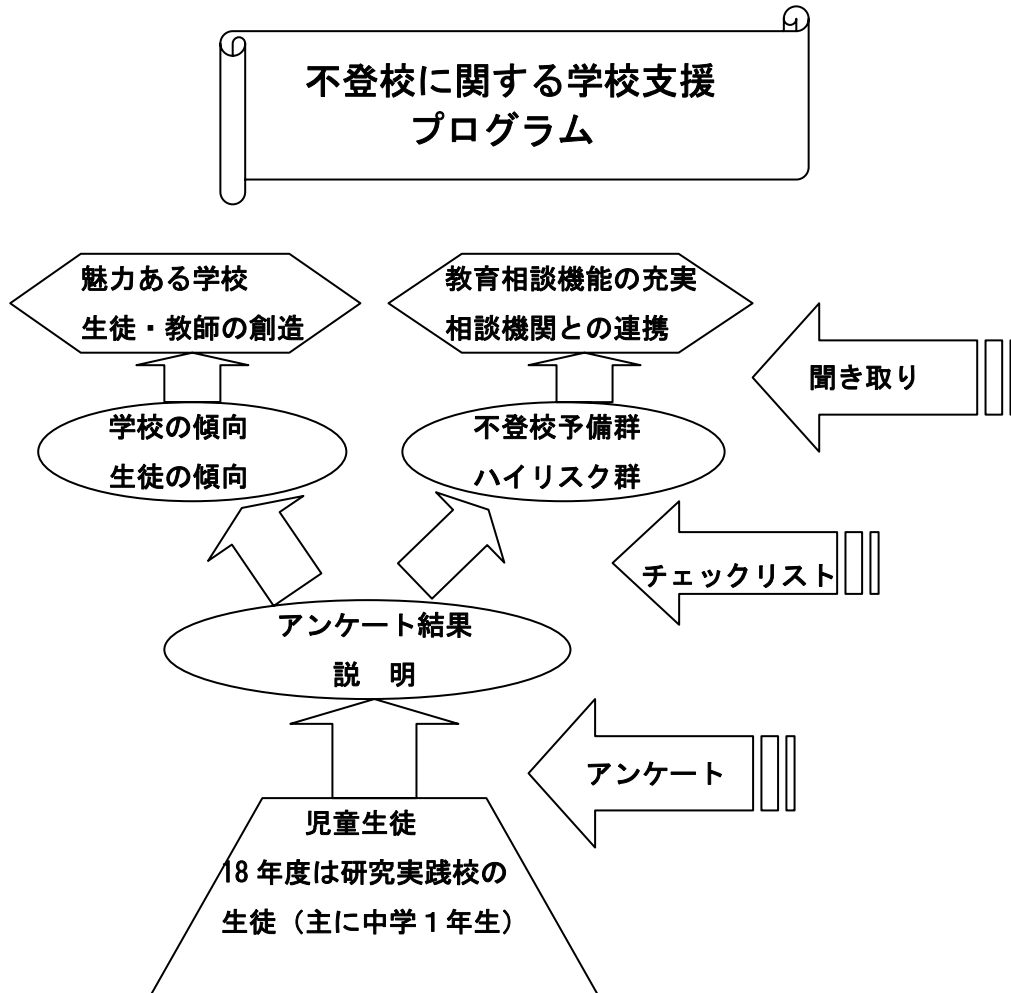 不登校に関する学校支援
プログラム
魅力ある学校
生徒・教師の創造
教育相談機能の充実
相談機関との連携
聞き取り
学校の傾向
生徒の傾向
不登校予備群
ハイリスク群
チェックリスト
アンケート結果
説　明
アンケート
児童生徒
18 年度は研究実践校の
生徒（主に中学１年生）